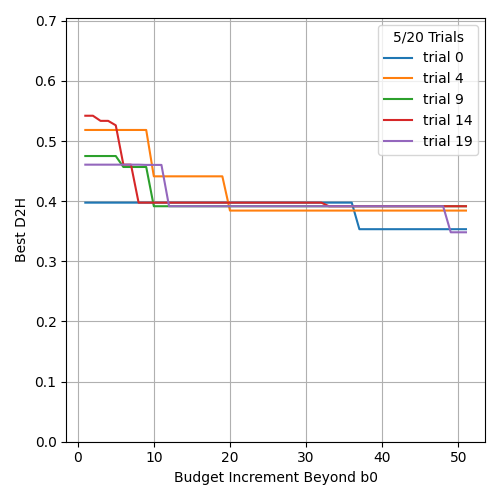 5/20 Trials
trial 0
trial 4
trial 9
trial 14
trial 19
0.7
0.6
0.5
0.4
0.3
0.2
0.1
0.0
Best D2H
0 10 20 30 40 50
Budget Increment Beyond b0